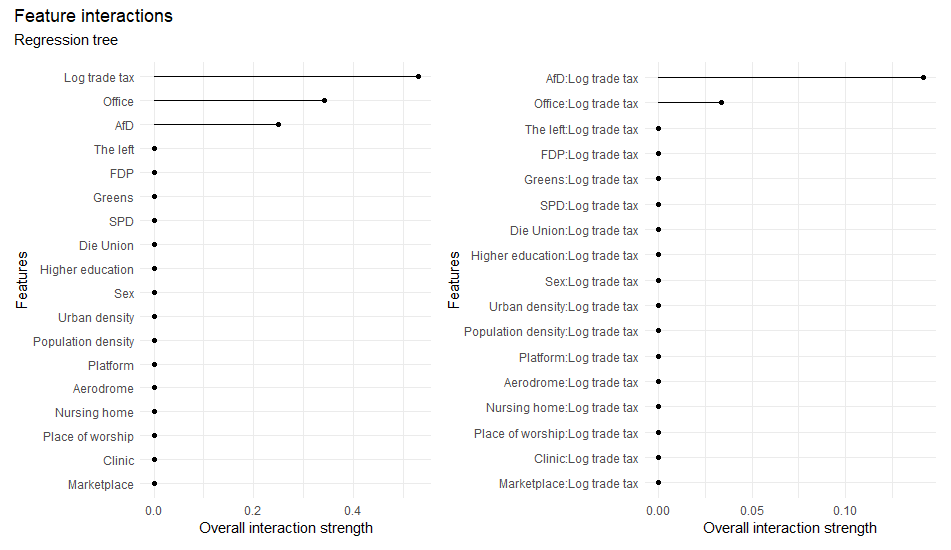 Feature interactions
Regression tree
Features
Log trade tax
Office
AfD
The left
FDP
Greens
SPD
Die Union
Higher education
Sex
Urban density
Population density
Platform
Aerodrome
Nursing home
Place of worship
Clinic
Marketplace
0.0 0.2 0.4
Overall interaction strength
Features
AfD:Log trade tax
Office:Log trade tax
The left:Log trade tax
FDP:Log trade tax
Greens:Log trade tax
SPD:Log trade tax
Die Union:Log trade tax
Higher education:Log trade tax
Sex:Log trade tax
Urban density:Log trade tax
Population density:Log trade tax
Platform:Log trade tax
Aerodrome:Log trade tax
Nursing home:Log trade tax
Place of worship:Log trade tax
Clinic:Log trade tax
Marketplace:Log trade tax
0.00 0.05 0.10
Overall interaction strength